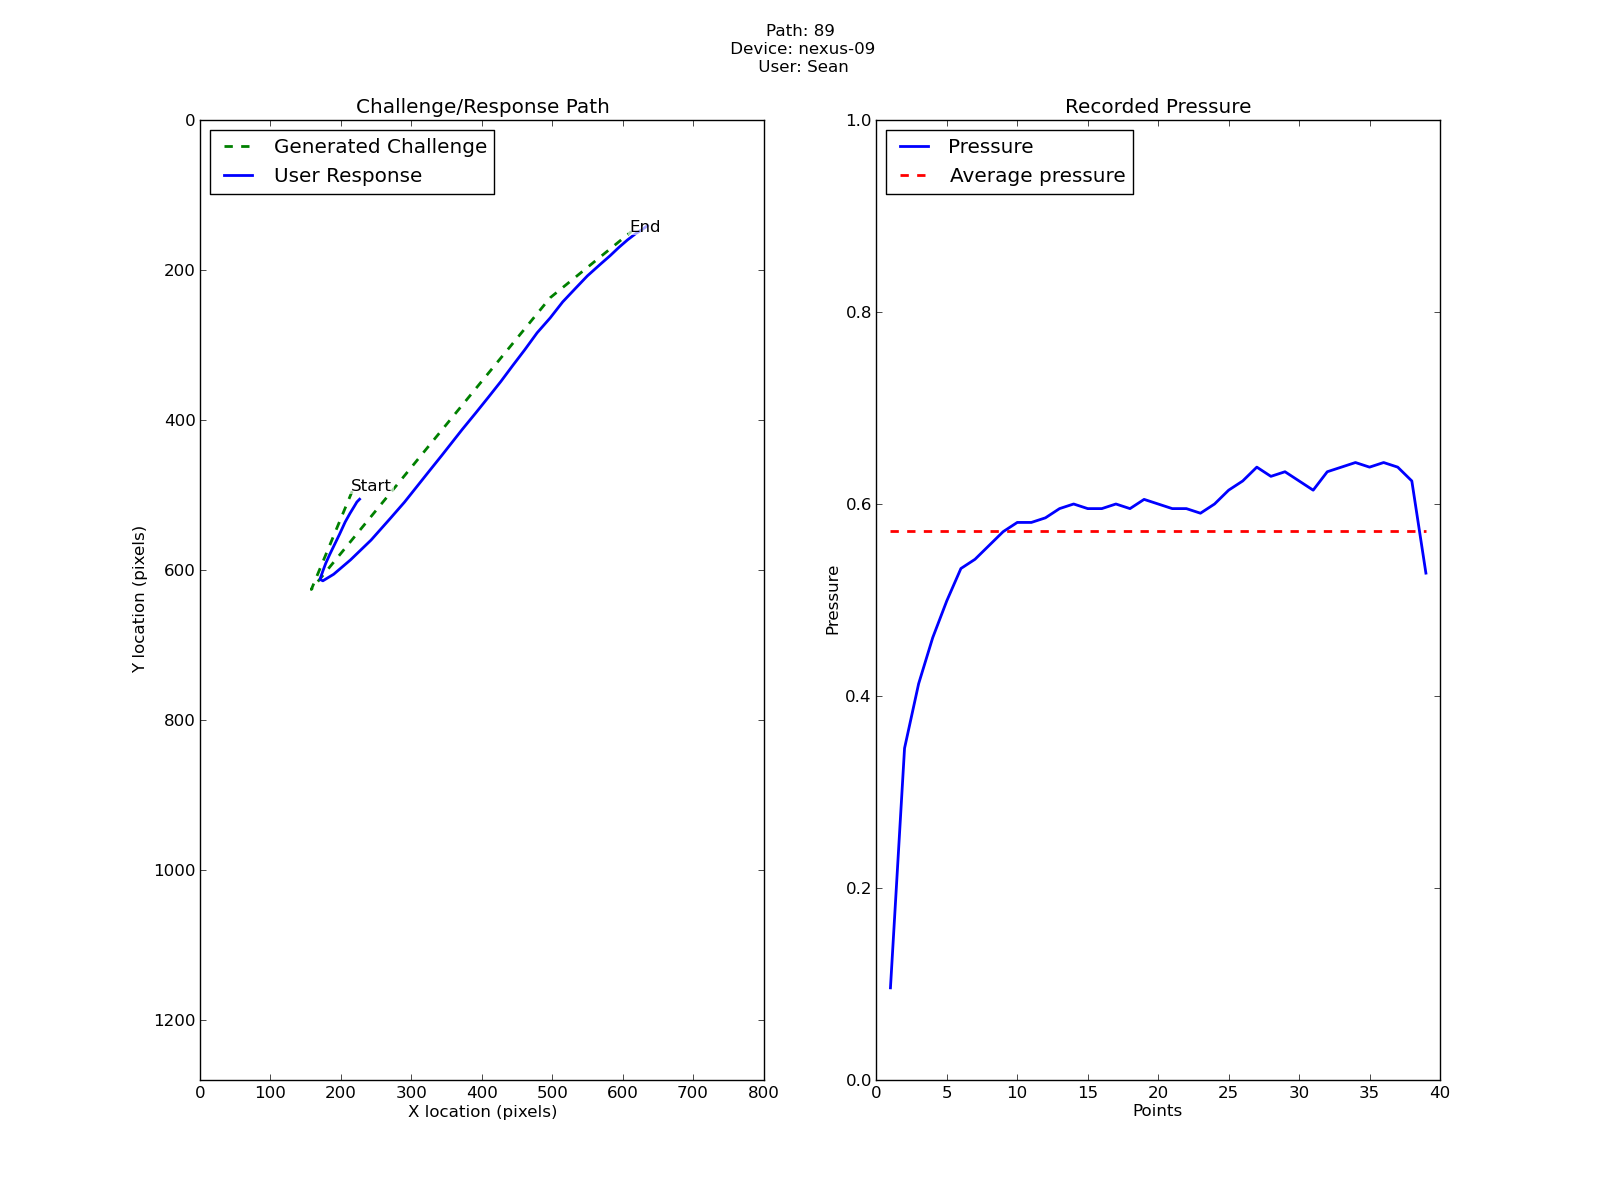 Path: 89
Device: nexus-09
User: Sean
Challenge/Response Path
Generated Challenge
User Response
Start
End
0
200
400
600
800
1000
1200
Y location (pixels)
0 100 200 300 400 500 600 700 800
X location (pixels)
Recorded Pressure
Pressure
Average pressure
1.0
0.8
0.6
0.4
0.2
0.0
Pressure
0 5 10 15 20 25 30 35 40
Points